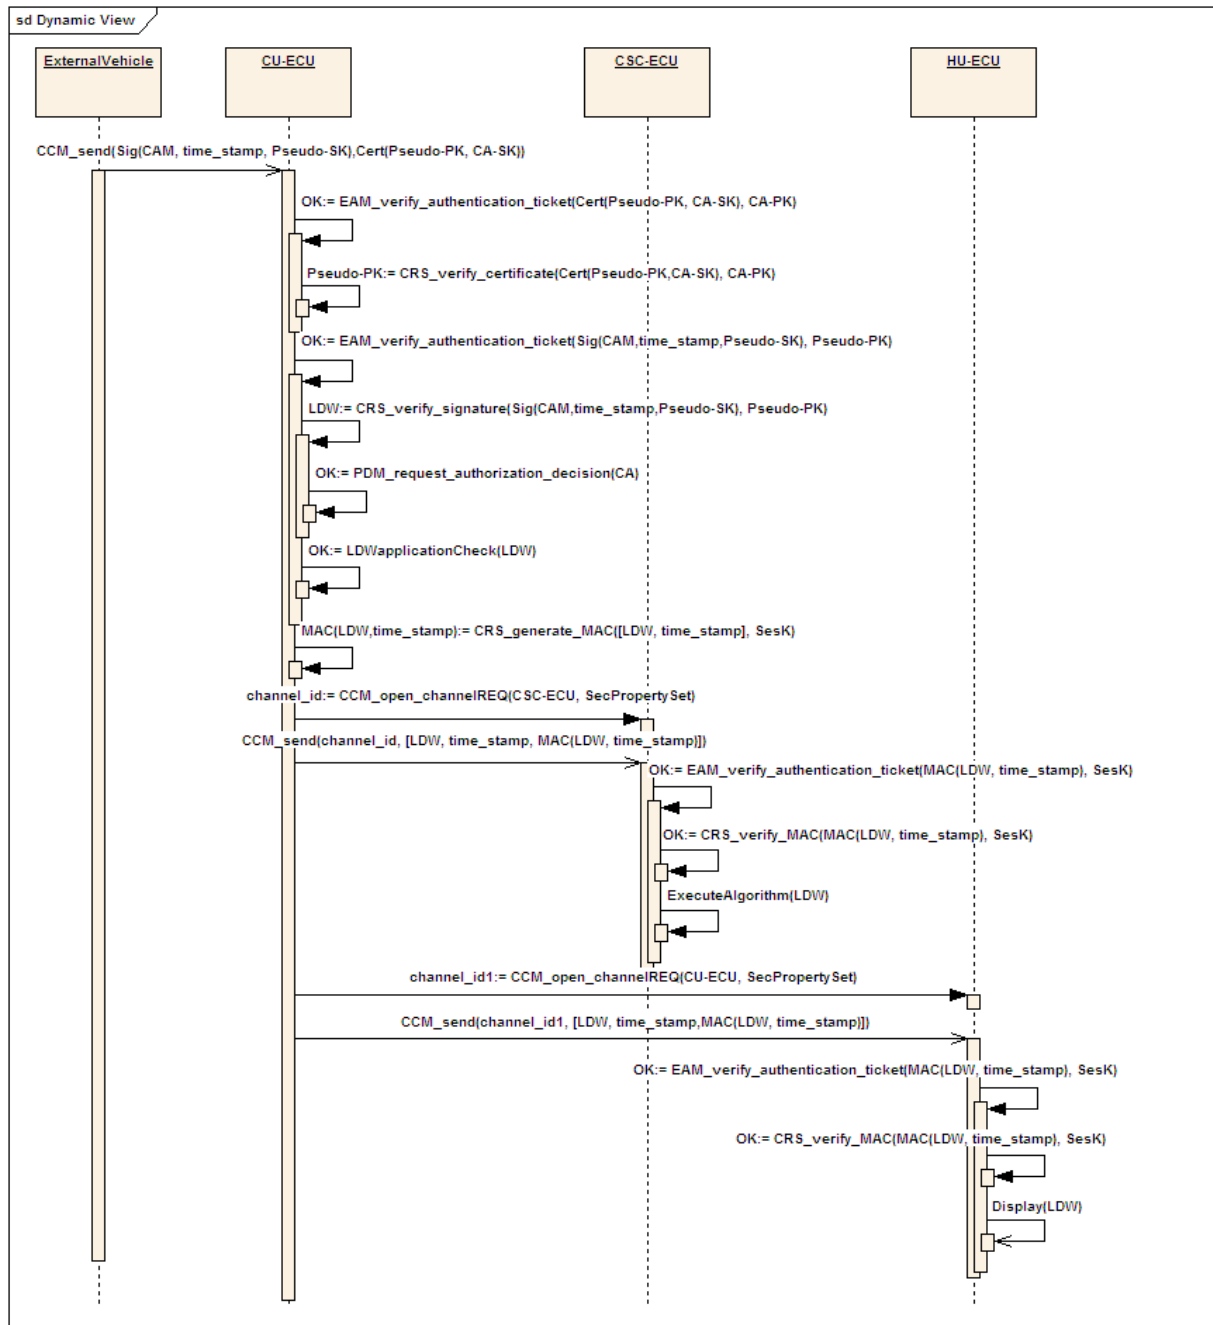 sd Dynamic View
ExternalVehicle
CU-ECU
CSC-ECU
HU-ECU
CCM_send(Sig(CAM, time_stamp, Pseudo-SK),Cert(Pseudo-PK, CA-SK))
OK:= EAM_verify_authentication_ticket(Cert(Pseudo-PK, CA-SK), CA-PK)
Pseudo-PK:= CRS_verify_certificate(Cert(Pseudo-PK,CA-SK), CA-PK)
OK:= EAM_verify_authentication_ticket(Sig(CAM,time_stamp,Pseudo-SK), Pseudo-PK)
LDW:= CRS_verify_signature(Sig(CAM,time_stamp,Pseudo-SK), Pseudo-PK)
OK:= PDM_request_authorization_decision(CA)
OK:= LDWapplicationCheck(LDW)
MAC(LDW,time_stamp):= CRS_generate_MAC([LDW, time_stamp], SesK)
channel_id:= CCM_open_channelREQ(CSC-ECU, SecPropertySet)
CCM_send(channel_id, [LDW, time_stamp, MAC(LDW, time_stamp)])
OK:= EAM_verify_authentication_ticket(MAC(LDW, time_stamp), SesK)
OK:= CRS_verify_MAC(MAC(LDW, time_stamp), SesK)
ExecuteAlgorithm(LDW)
channel_id1:= CCM_open_channelREQ(CU-ECU, SecPropertySet)
CCM_send(channel_id1, [LDW, time_stamp,MAC(LDW, time_stamp)])
OK:= EAM_verify_authentication_ticket(MAC(LDW, time_stamp), SesK)
OK:= CRS_verify_MAC(MAC(LDW, time_stamp), SesK)
Display(LDW)